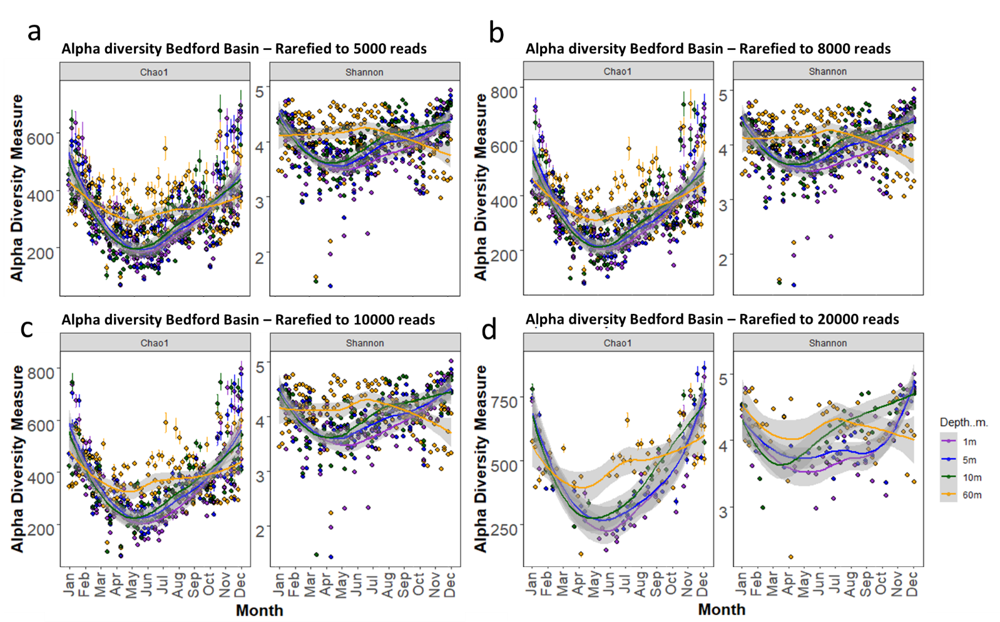 a
Alpha diversity Bedford Basin – Rarefied to 5000 reads
Chao1
Shannon
Alpha Diversity Measure
600
400
200
5
4
3
2
b
Alpha diversity Bedford Basin – Rarefied to 8000 reads
Chao1
Shannon
Alpha Diversity Measure
800
600
400
200
5
4
3
2
c
Alpha diversity Bedford Basin – Rarefied to 10000 reads
Chao1
Shannon
Alpha Diversity Measure
800
600
400
200
5
4
3
2
Jan Feb Mar Apr May Jun Jul Aug Sep Oct Nov Dec
Jan Feb Mar Apr May Jun Jul Aug Sep Oct Nov Dec
Month
d
Alpha diversity Bedford Basin – Rarefied to 20000 reads
Chao1
Shannon
Alpha Diversity Measure
750
500
250
5
4
3
Jan Feb Mar Apr May Jun Jul Aug Sep Oct Nov Dec
Jan Feb Mar Apr May Jun Jul Aug Sep Oct Nov Dec
Month
Depth..m.
1m
5m
10m
60m